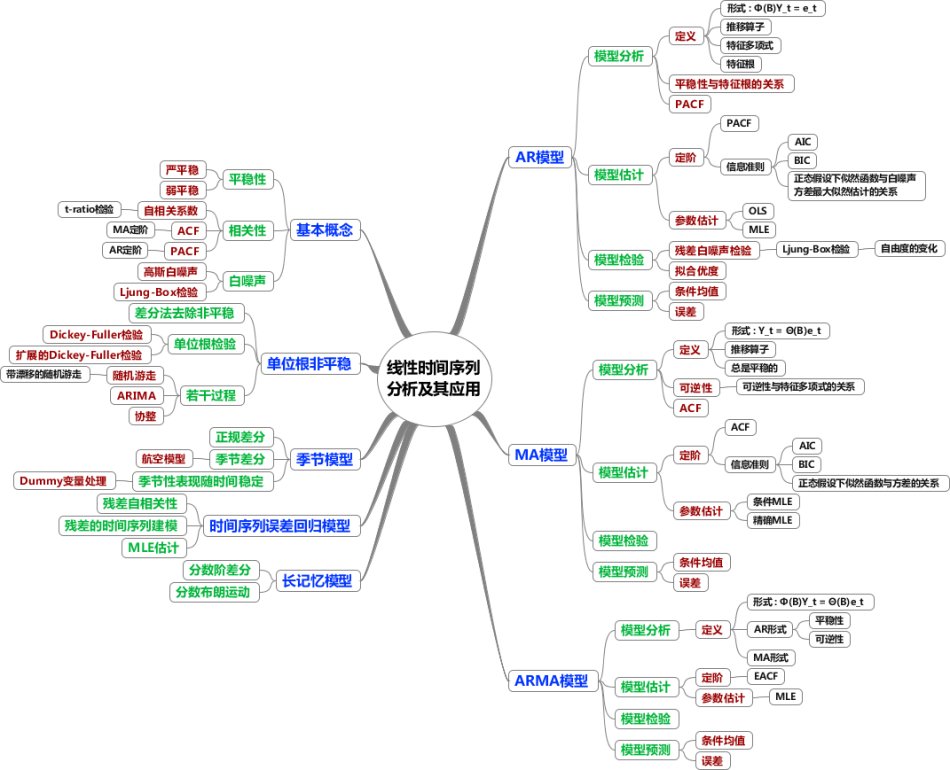 线性时间序列
分析及其应用
基本概念
平稳性
严平稳
弱平稳
相关性
自相关系数
t-ratio检验
ACF
MA定阶
PACF
AR定阶
白噪声
高斯白噪声
Ljung-Box检验
单位根非平稳
差分法去除非平稳
单位根检验
Dickey-Fuller检验
扩展的Dickey-Fuller检验
若干过程
随机游走
带漂移的随机游走
ARIMA
协整
季节模型
正规差分
季节差分
航空模型
季节性表现随时间稳定
Dummy变量处理
时间序列误差回归模型
残差自相关性
残差的时间序列建模
MLE估计
长记忆模型
分数阶差分
分数布朗运动
AR模型
模型分析
定义
形式 : Φ(B)Y_t = e_t
推移算子
特征多项式
特征根
平稳性与特征根的关系
PACF
模型估计
定阶
PACF
信息准则
AIC
BIC
正态假设下似然函数与白噪声
方差最大似然估计的关系
参数估计
OLS
MLE
模型检验
残差白噪声检验
Ljung-Box检验
自由度的变化
拟合优度
模型预测
条件均值
误差
MA模型
模型分析
定义
形式 : Y_t = Θ(B)e_t
推移算子
总是平稳的
可逆性
可逆性与特征多项式的关系
ACF
模型估计
定阶
ACF
信息准则
AIC
BIC
正态假设下似然函数与方差的关系
参数估计
条件MLE
精确MLE
模型检验
模型预测
条件均值
误差
ARMA模型
模型分析
定义
形式 : Φ(B)Y_t = Θ(B)e_t
AR形式
平稳性
可逆性
MA形式
模型估计
定阶
EACF
参数估计
MLE
模型检验
模型预测
条件均值
误差